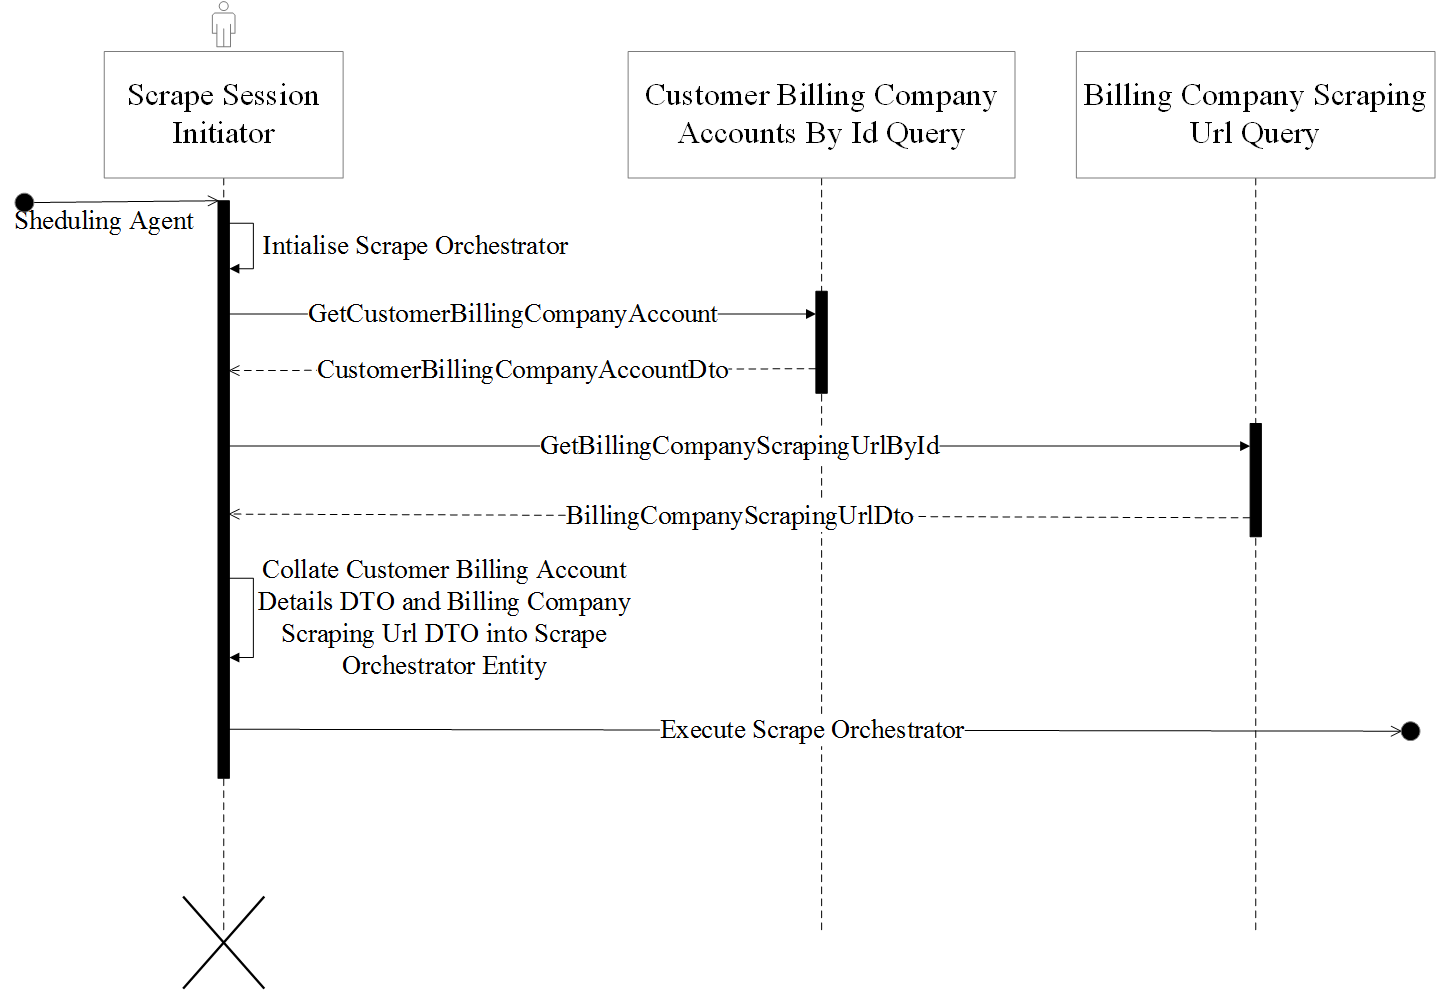 Scrape Session
Initiator
Customer Billing Company
Accounts By Id Query
Billing Company Scraping
Url Query
Sheduling Agent
Intialise Scrape Orchestrator
GetCustomerBillingCompanyAccount
CustomerBillingCompanyAccountDto
GetBillingCompanyScrapingUrlById
BillingCompanyScrapingUrlDto
Collate Customer Billing Account
Details DTO and Billing Company
Scraping Url DTO into Scrape
Orchestrator Entity
Execute Scrape Orchestrator